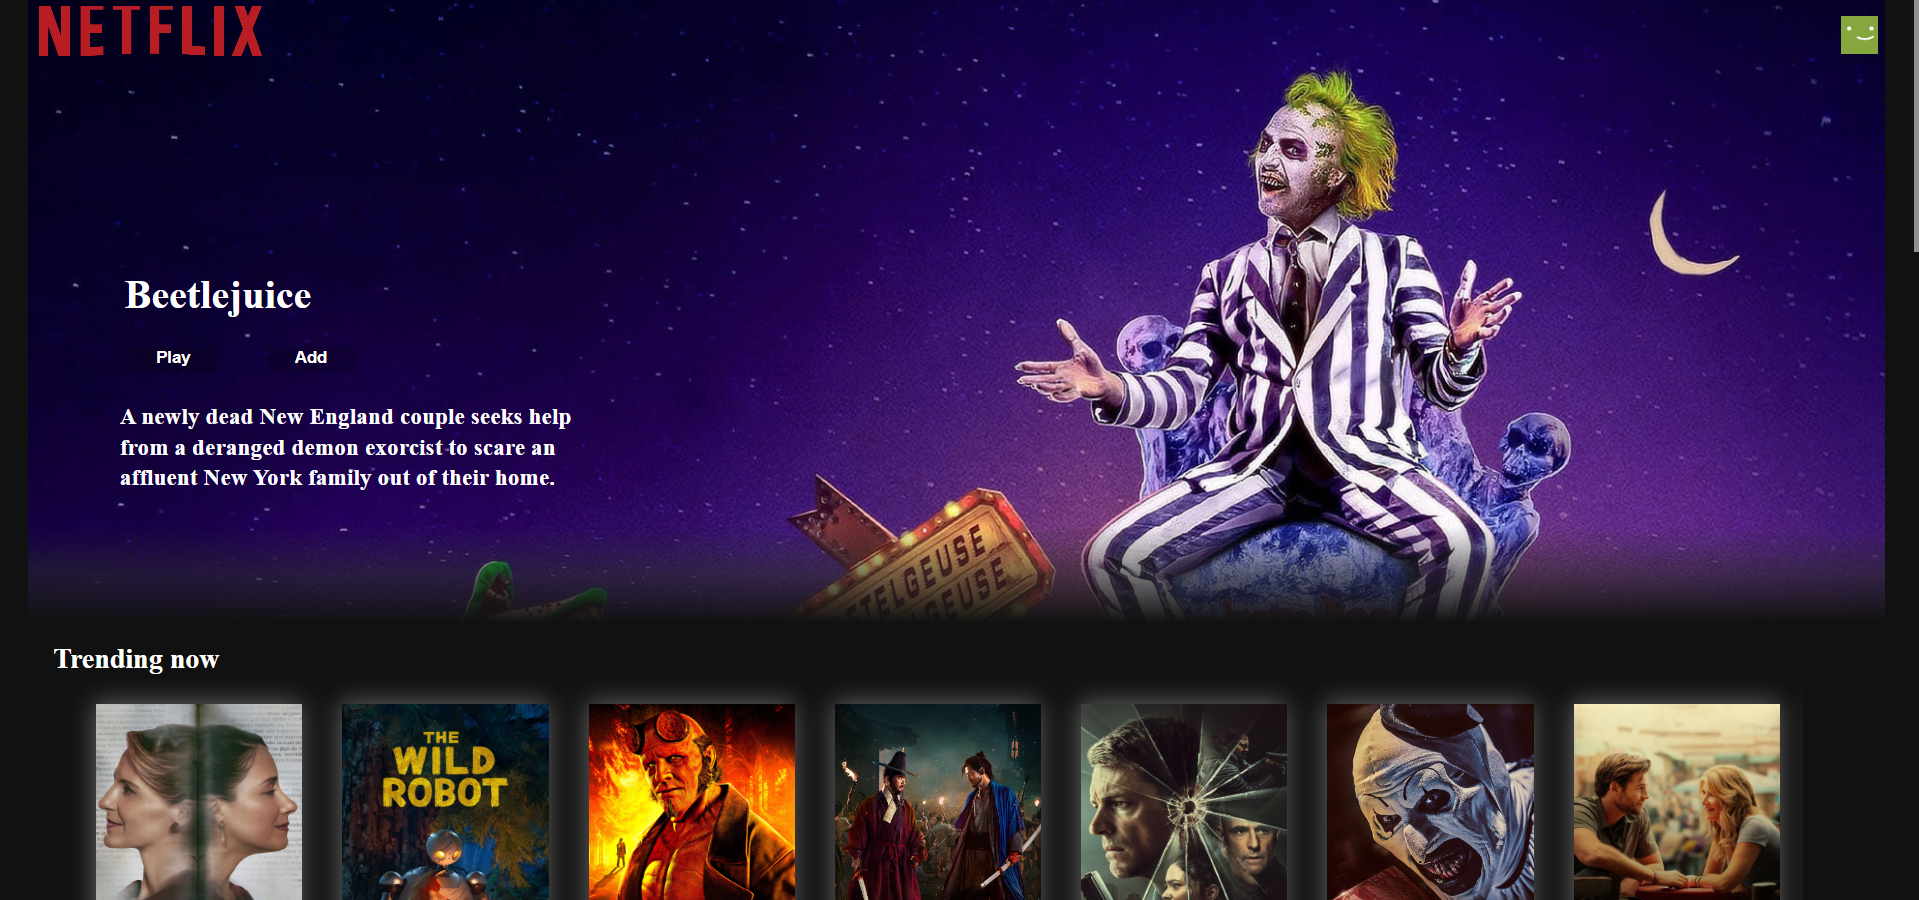 NETFLIX
Beetlejuice
Play
Add
A newly dead New England couple seeks help
from a deranged demon exorcist to scare an
affluent New York family out of their home.
BETELGEUSE
Trending now
THE
WILD
ROBOT